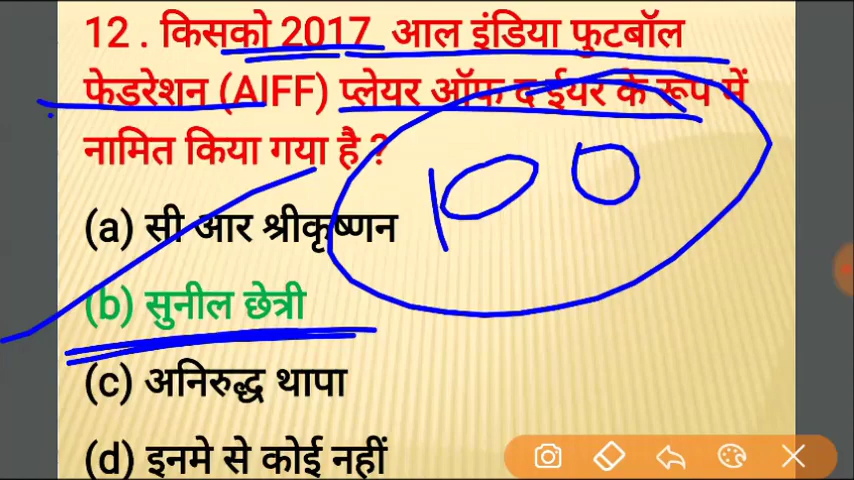 12 . किसको 2017 आल इंडिया फुटबॉल
फेडरेशन (AIFF) प्लेयर ऑफ द ईयर के रूप में
नामित किया गया है ?
100
(a) सी आर श्रीकृष्णन
(b) सुनील छेत्री
(c) अनिरुद्ध थापा
(d) इनमे से कोई नहीं